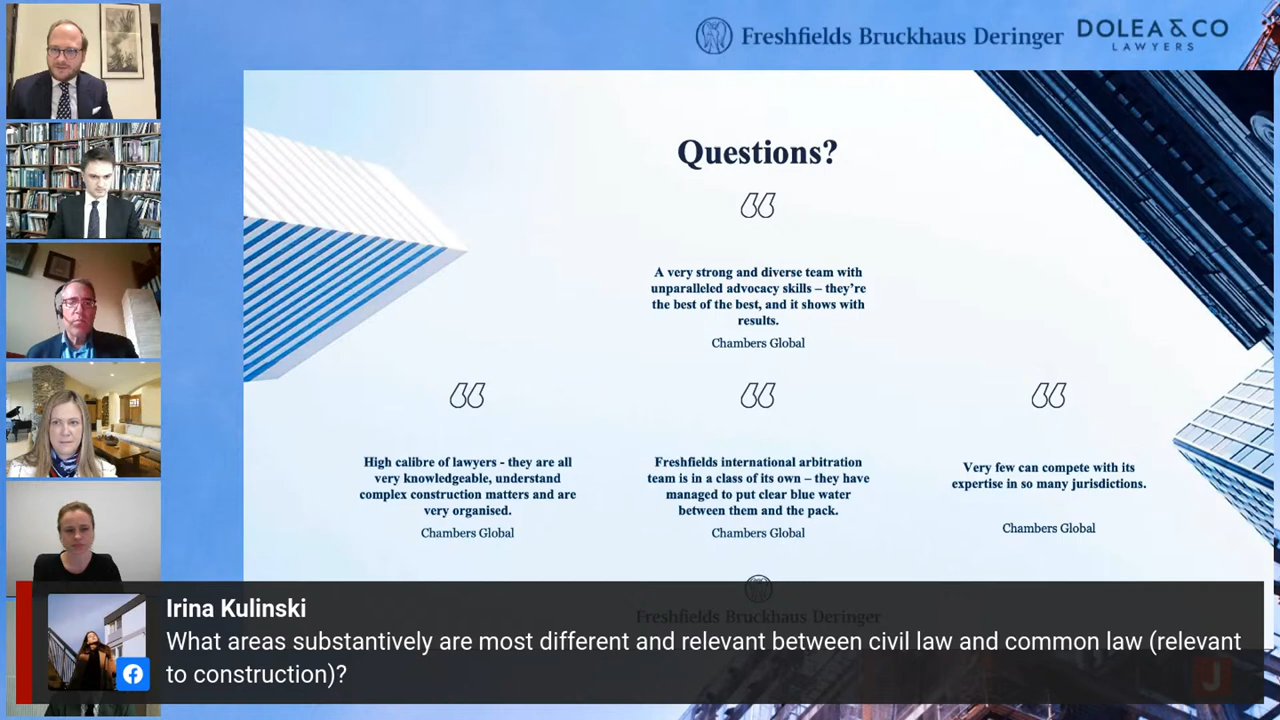 Freshfields Bruckhaus Deringer
DOLEA & CO
LAWYERS
Questions?
A very strong and diverse team with
unparalleled advocacy skills – they're
the best of the best, and it shows with
results.
Chambers Global
High calibre of lawyers - they are all
very knowledgeable, understand
complex construction matters and are
very organised.
Chambers Global
Freshfields international arbitration
team is in a class of its own – they have
managed to put clear blue water
between them and the pack.
Chambers Global
Very few can compete with its
expertise in so many jurisdictions.
Chambers Global
Freshfields Bruckhaus Deringer
Irina Kulinski
What areas substantively are most different and relevant between civil law and common law (relevant
to construction)?
J